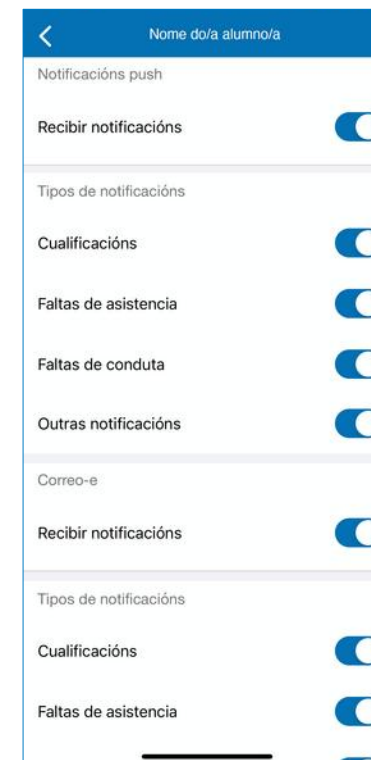 Nome do/a alumno/a
Notificacións push
Recibir notificacións
Tipos de notificacións
Cualificacións
Faltas de asistencia
Faltas de conduta
Outras notificacións
Correo-e
Recibir notificacións
Tipos de notificacións
Cualificacións
Faltas de asistencia